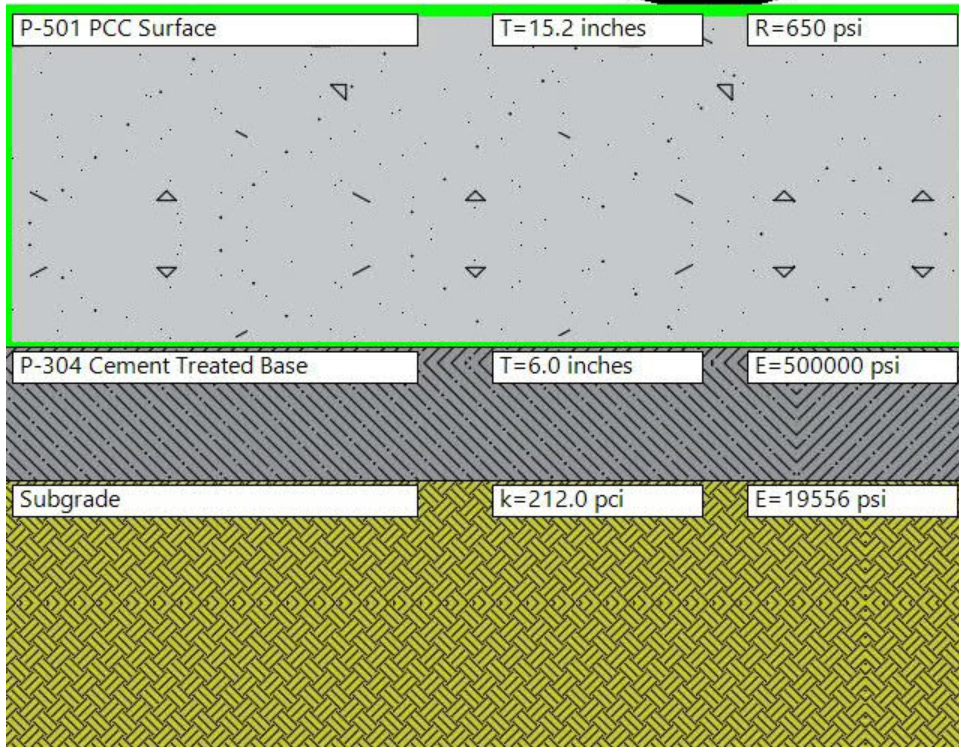 P-501 PCC Surface T=15.2 inches R=650 psi
P-304 Cement Treated Base T=6.0 inches E=500000 psi
Subgrade k=212.0 pci E=19556 psi